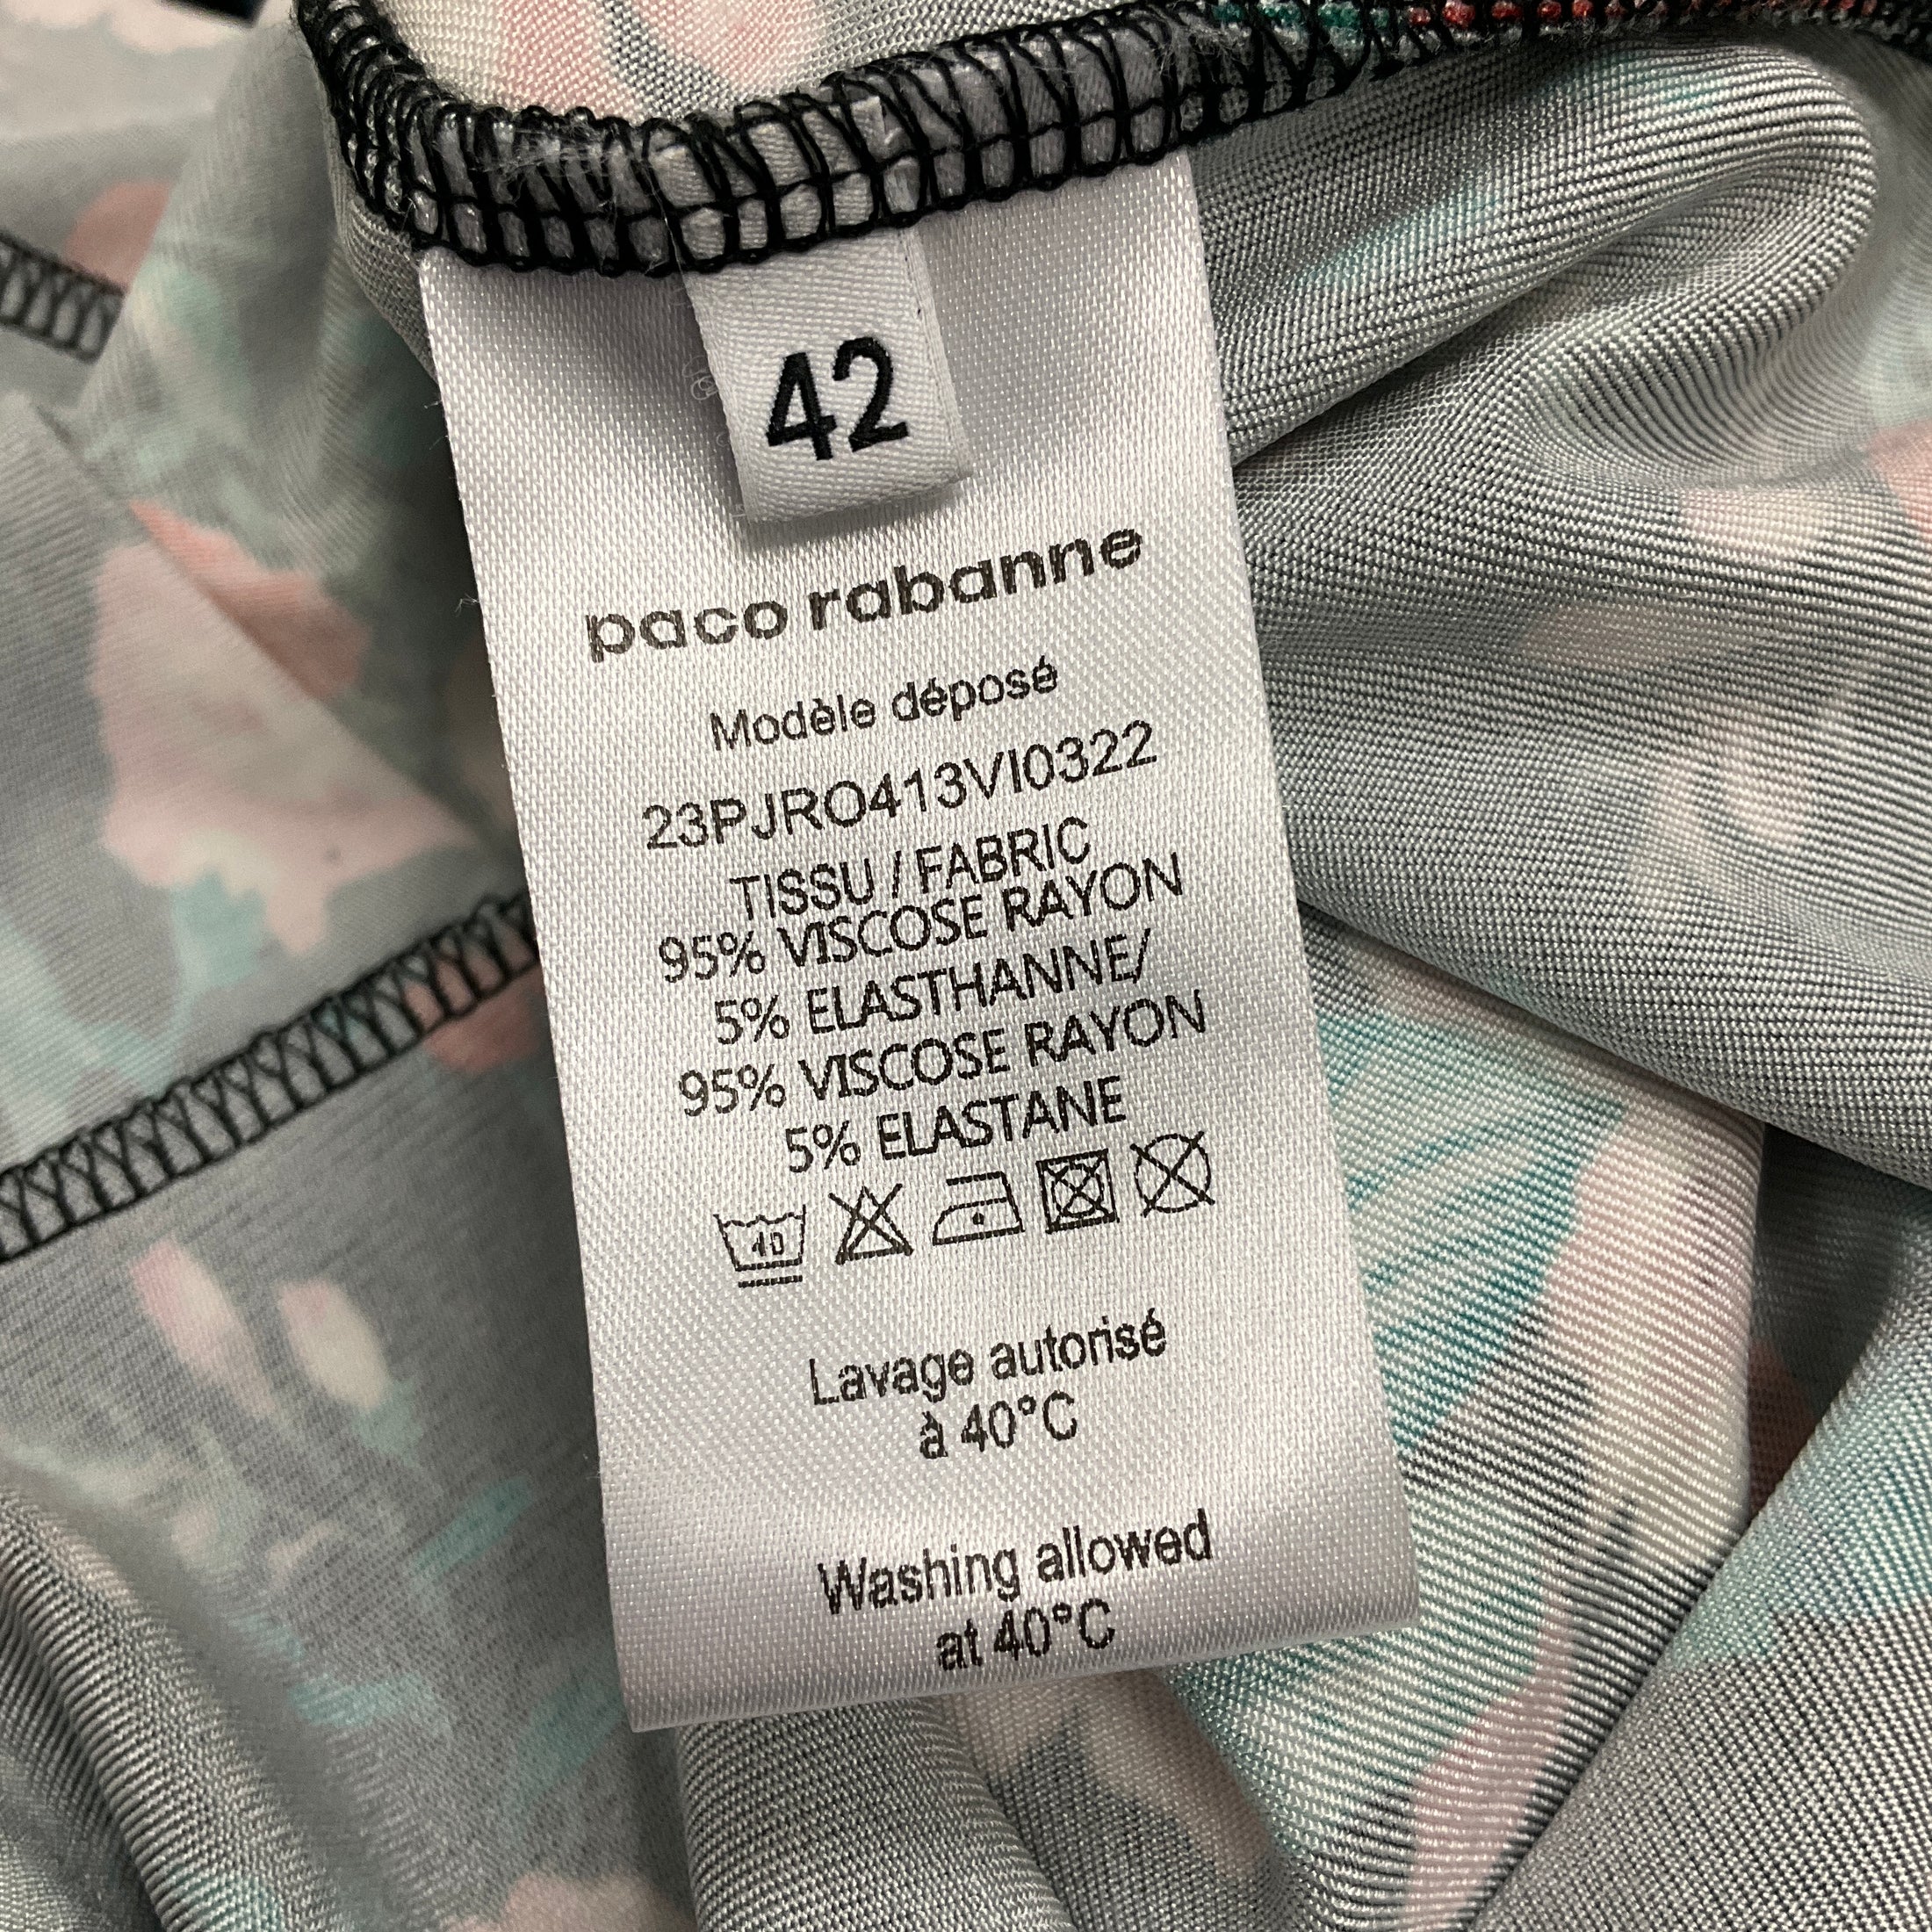 42
paco rabanne
Modèle déposé
23PJRO413VI0322
TISSU / FABRIC
95% VISCOSE RAYON
5% ELASTHANNE/
95% VISCOSE RAYON
5% ELASTANE
40
Lavage autorisé
à 40°C
Washing allowed
at 40°C